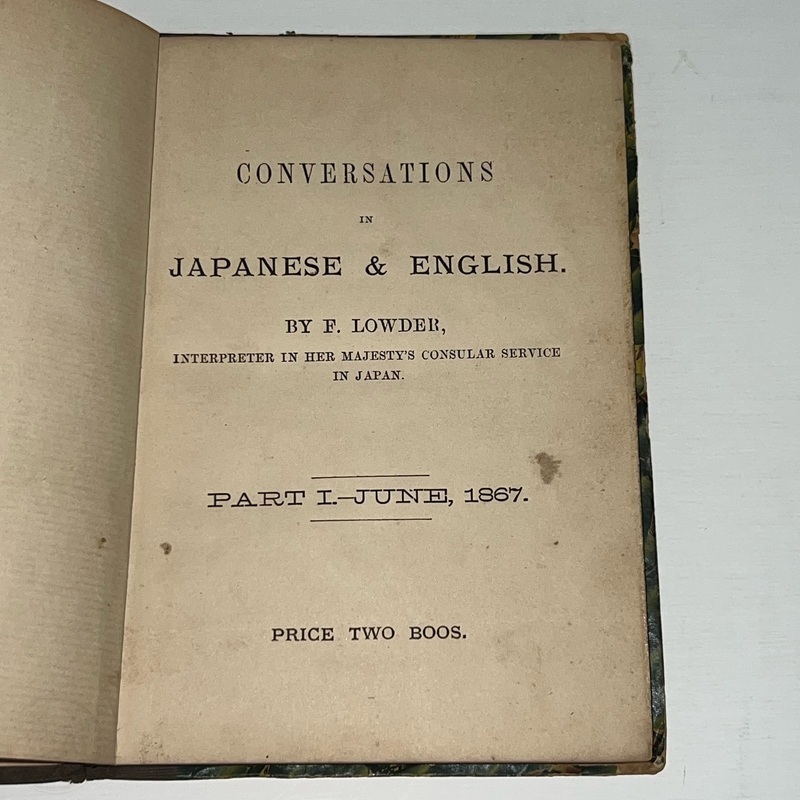 CONVERSATIONS
IN
JAPANESE & ENGLISH.
BY F. LOWDER,
INTERPRETER IN HER MAJESTY'S CONSULAR SERVICE
IN JAPAN.
PART I.—JUNE, 1867.
PRICE TWO BOOS.